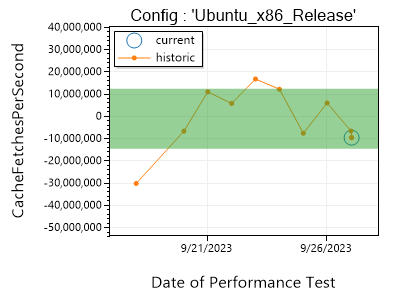 Config : 'Ubuntu_x86_Release'
CacheFetchesPerSecond
40,000,000
30,000,000
20,000,000
10,000,000
0
-10,000,000
-20,000,000
-30,000,000
-40,000,000
-50,000,000
current
historic
9/21/2023
9/26/2023
Date of Performance Test